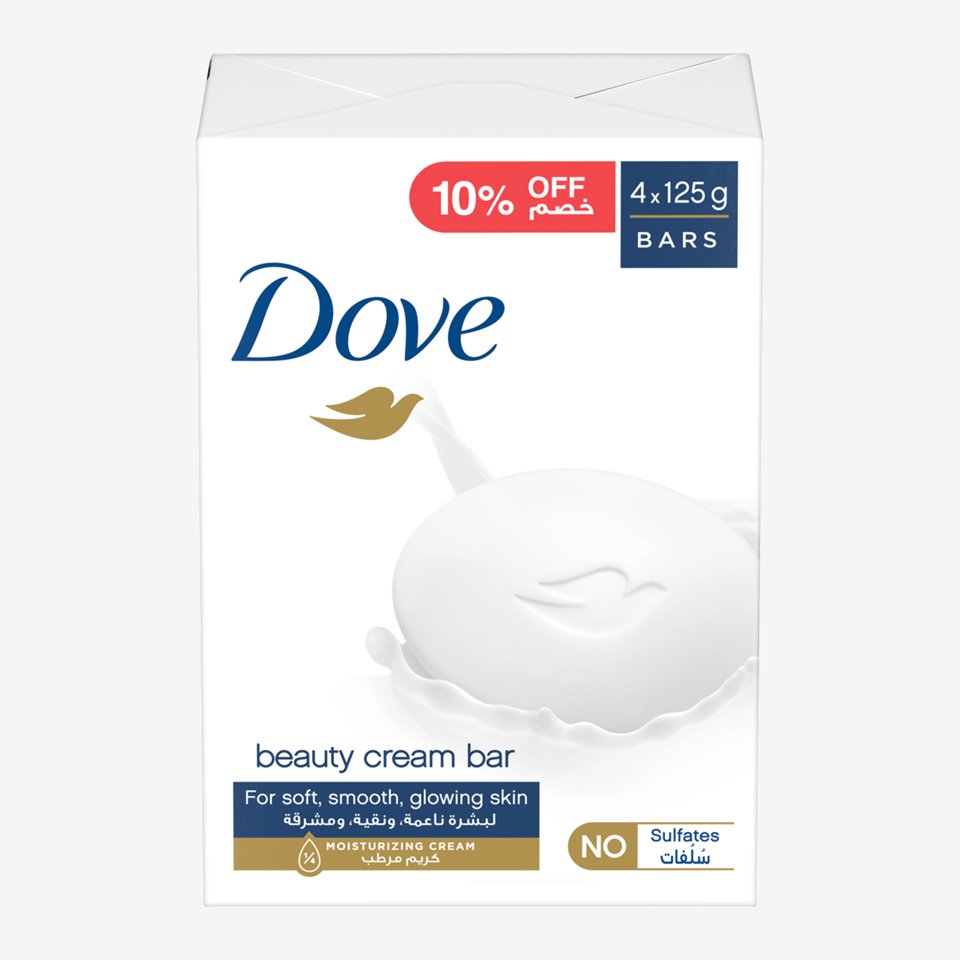 10% OFF
خصم
4x125g
BARS
Dove
beauty cream bar
For soft, smooth, glowing skin
لبشرة ناعمة، ونقية، ومشرقة
1/4 MOISTURIZING CREAM
كريم مرطب
NO Sulfates
سُلفات